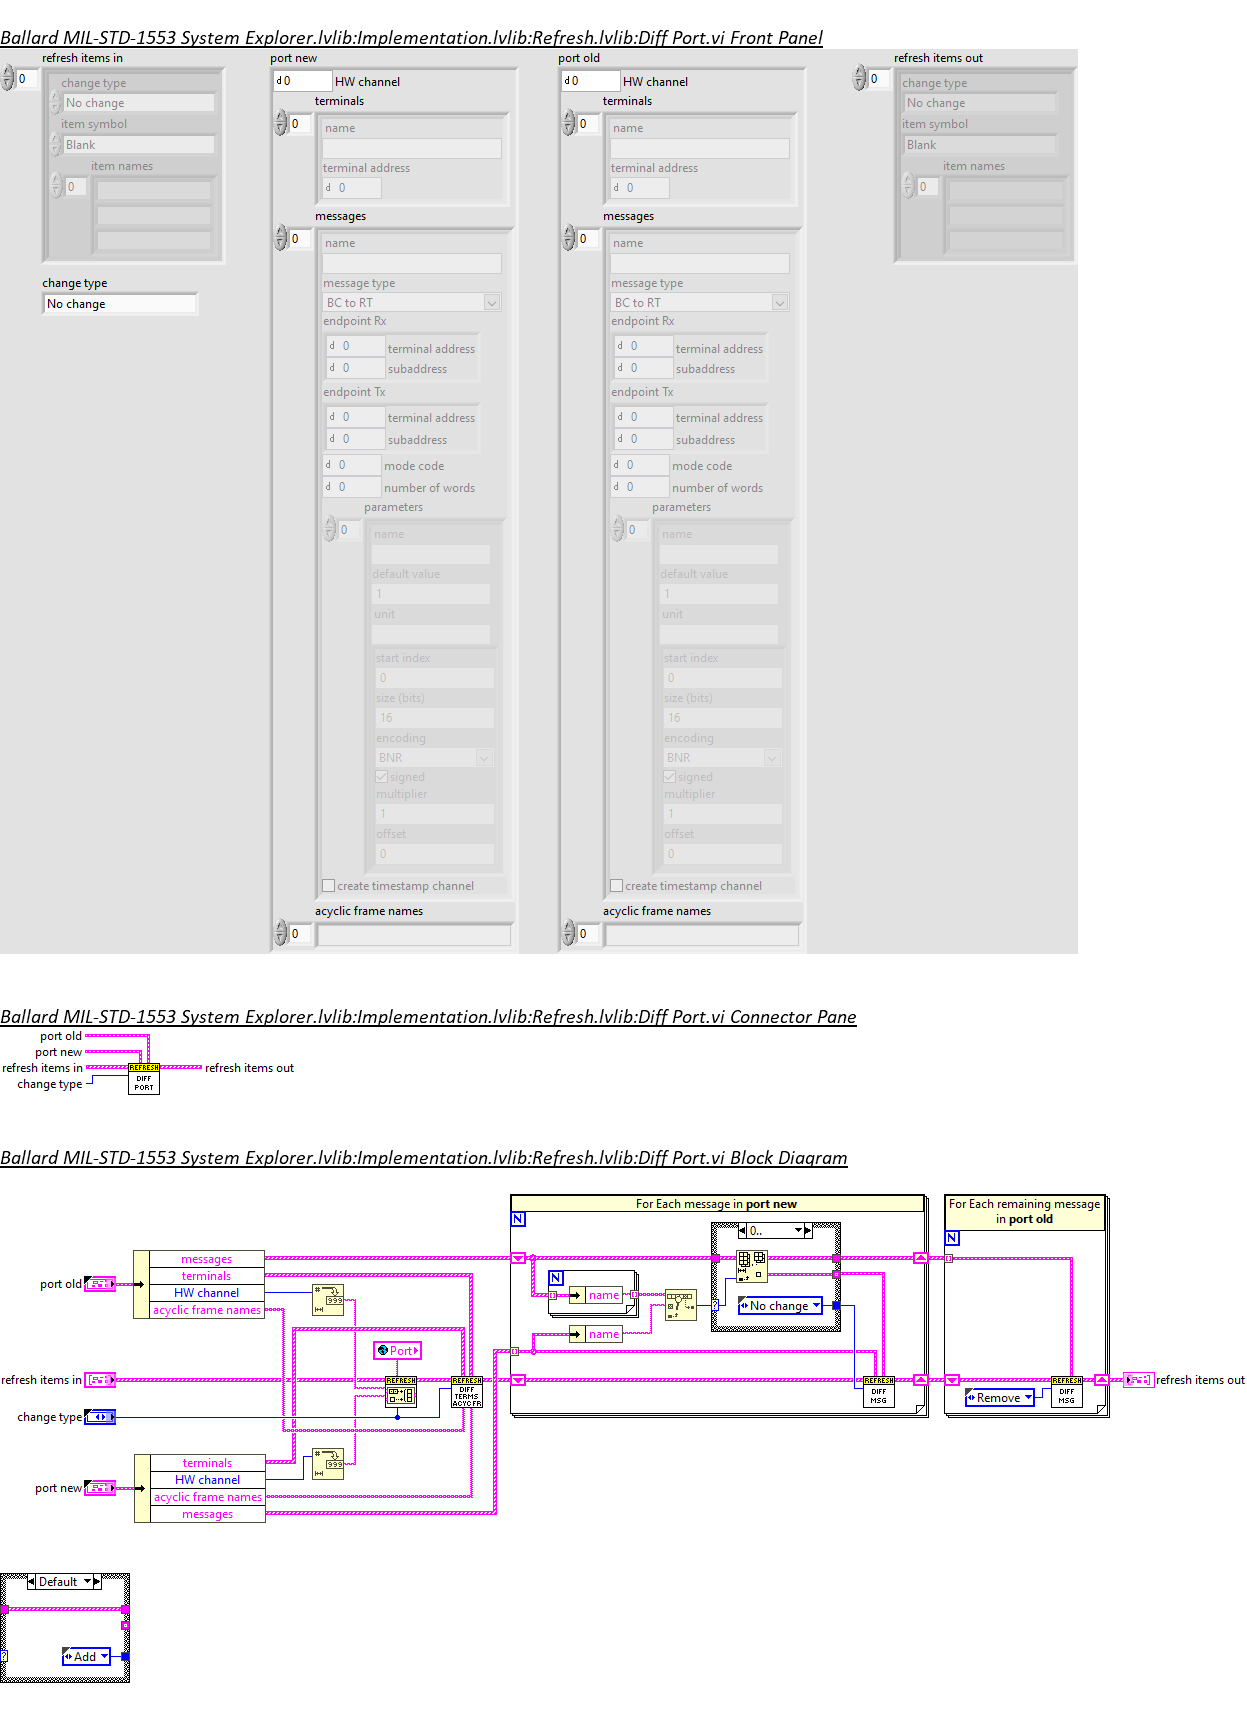 Ballard MIL-STD-1553 System Explorer.lvlib:Implementation.lvlib:Refresh.lvlib:Diff Port.vi Front Panel
refresh items in
0
change type
No change
item symbol
Blank
item names
0
change type
No change
port new
d 0 HW channel
terminals
0
name
terminal address
d 0
messages
0
name
message type
BC to RT
endpoint Rx
d 0 terminal address
d 0 subaddress
endpoint Tx
d 0 terminal address
d 0 subaddress
d 0 mode code
d 0 number of words
parameters
0
name
default value
1
unit
start index
0
size (bits)
16
encoding
BNR
signed
multiplier
1
offset
0
create timestamp channel
acyclic frame names
0
port old
d 0 HW channel
terminals
0
name
terminal address
d 0
messages
0
name
message type
BC to RT
endpoint Rx
d 0 terminal address
d 0 subaddress
endpoint Tx
d 0 terminal address
d 0 subaddress
d 0 mode code
d 0 number of words
parameters
0
name
default value
1
unit
start index
0
size (bits)
16
encoding
BNR
signed
multiplier
1
offset
0
create timestamp channel
acyclic frame names
0
refresh items out
0
change type
No change
item symbol
Blank
item names
0
Ballard MIL-STD-1553 System Explorer.lvlib:Implementation.lvlib:Refresh.lvlib:Diff Port.vi Connector Pane
port old
port new
refresh items in
change type
REFRESH
DIFF
PORT
refresh items out
Ballard MIL-STD-1553 System Explorer.lvlib:Implementation.lvlib:Refresh.lvlib:Diff Port.vi Block Diagram
port old
messages
terminals
HW channel
acyclic frame names
refresh items in
change type
port new
terminals
HW channel
acyclic frame names
messages
# 999
# 999
Port
REFRESH
REFRESH
DIFF
TERMS
ACYC FR
For Each message in port new
N
N
name
name
0..
?
No change
REFRESH
DIFF
MSG
For Each remaining message
in port old
N
Remove
REFRESH
DIFF
MSG
refresh items out
Default
?
Add